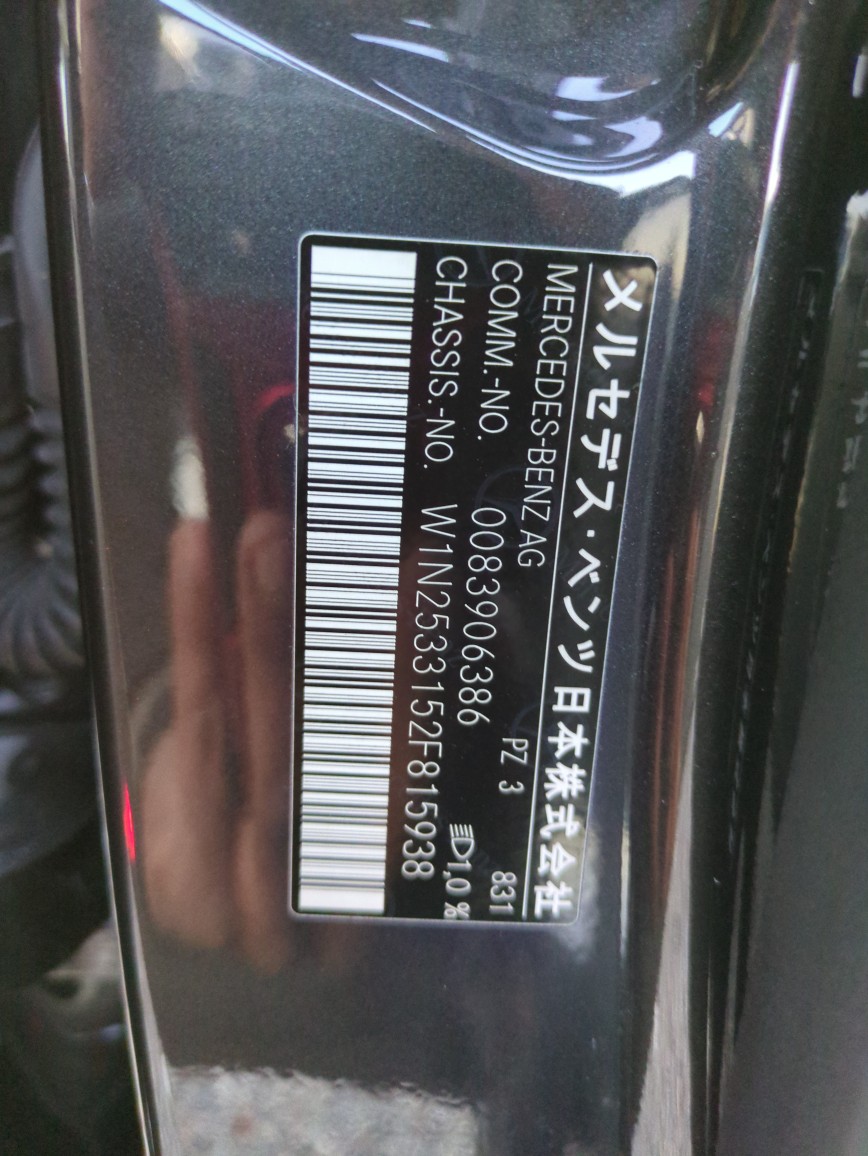 メルセデス・ベンツ日本株式会社
MERCEDES-BENZ AG
COMM.-NO. 0083906386 PZ 3 831
CHASSIS.-NO. W1N2533152F815938 1,0 %